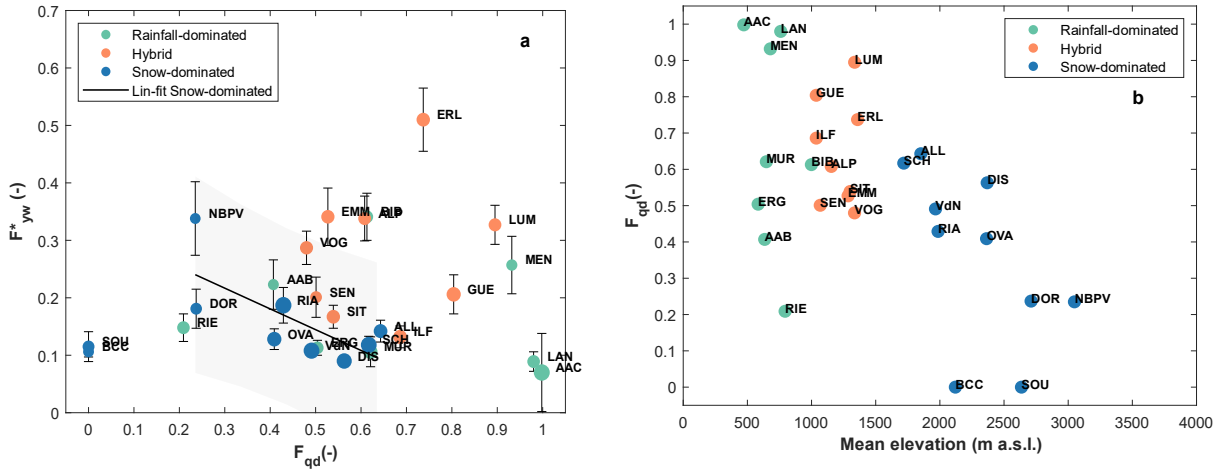 Rainfall-dominated
Hybrid
Snow-dominated
Lin-fit Snow-dominated
a
0.7
0.6
0.5
0.4
0.3
0.2
0.1
0
F*yw(-)
ERL
NBPV
EMM
BIB
ALP
LUM
VOG
MEN
AAB
SEN
RIA
GUE
DOR
RIE
SIT
OVA
ALL
ILF
SOU
BCC
VdN
ERG
SCH
MUR
DIS
LAN
AAC
0 0.1 0.2 0.3 0.4 0.5 0.6 0.7 0.8 0.9 1
Fqd(-)
Rainfall-dominated
Hybrid
Snow-dominated
b
1
0.9
0.8
0.7
0.6
0.5
0.4
0.3
0.2
0.1
0
Fqd(-)
AAC
LAN
MEN
LUM
GUE
ERL
ILF
MUR
BIB
ALP
SCH
ALL
DIS
ERG
SEN
SIT
EMM
VOG
VdN
RIA
AAB
OVA
RIE
DOR
NBPV
BCC
SOU
0 500 1000 1500 2000 2500 3000 3500 4000
Mean elevation (m a.s.l.)